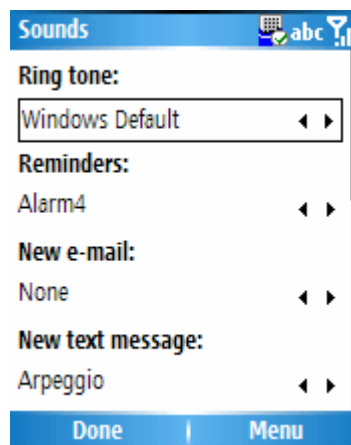 Sounds abc
Ring tone:
Windows Default
Reminders:
Alarm4
New e-mail:
None
New text message:
Arpeggio
Done Menu